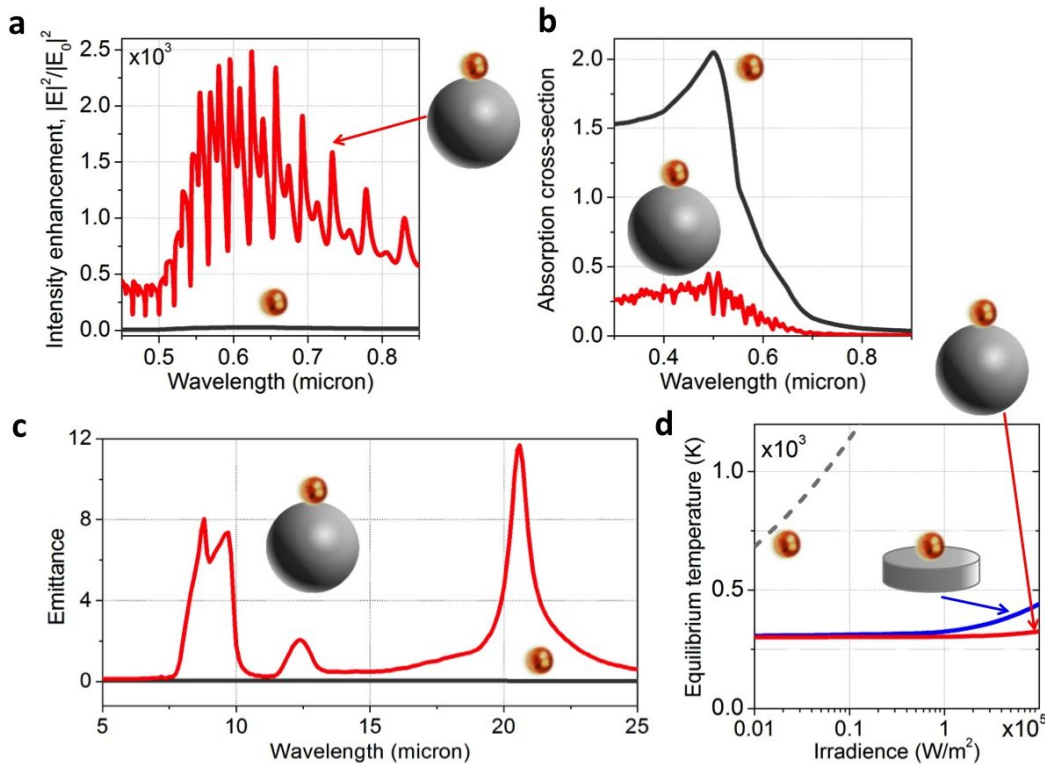 a
x10³
Intensity enhancement, |E|²/|E₀|²
2.5
2.0
1.5
1.0
0.5
0.0
0.5
0.6
0.7
0.8
Wavelength (micron)
b
Absorption cross-section
2.0
1.5
1.0
0.5
0.0
0.4
0.6
0.8
Wavelength (micron)
c
Emittance
12
8
4
0
5
10
15
20
25
Wavelength (micron)
d
x10³
Equilibrium temperature (K)
1.0
0.5
0.0
0.01
0.1
1
x10⁵
Irradience (W/m²)